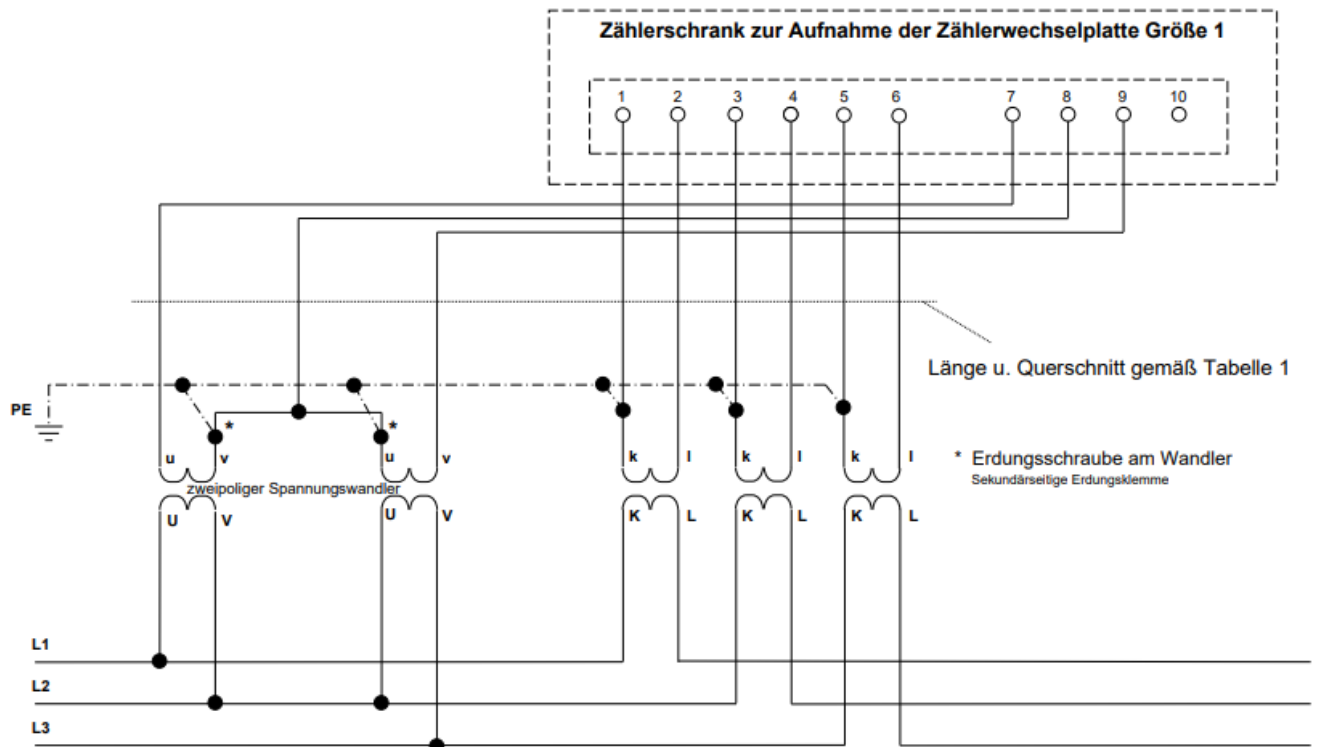 Zählerschrank zur Aufnahme der Zählerwechselplatte Größe 1
1 2 3 4 5 6 7 8 9 10
Länge u. Querschnitt gemäß Tabelle 1
PE
* *
u v u v k l k l k l
* Erdungsschraube am Wandler
Sekundärseitige Erdungsklemme
zweipoliger Spannungswandler
U V U V K L K L K L
L1
L2
L3